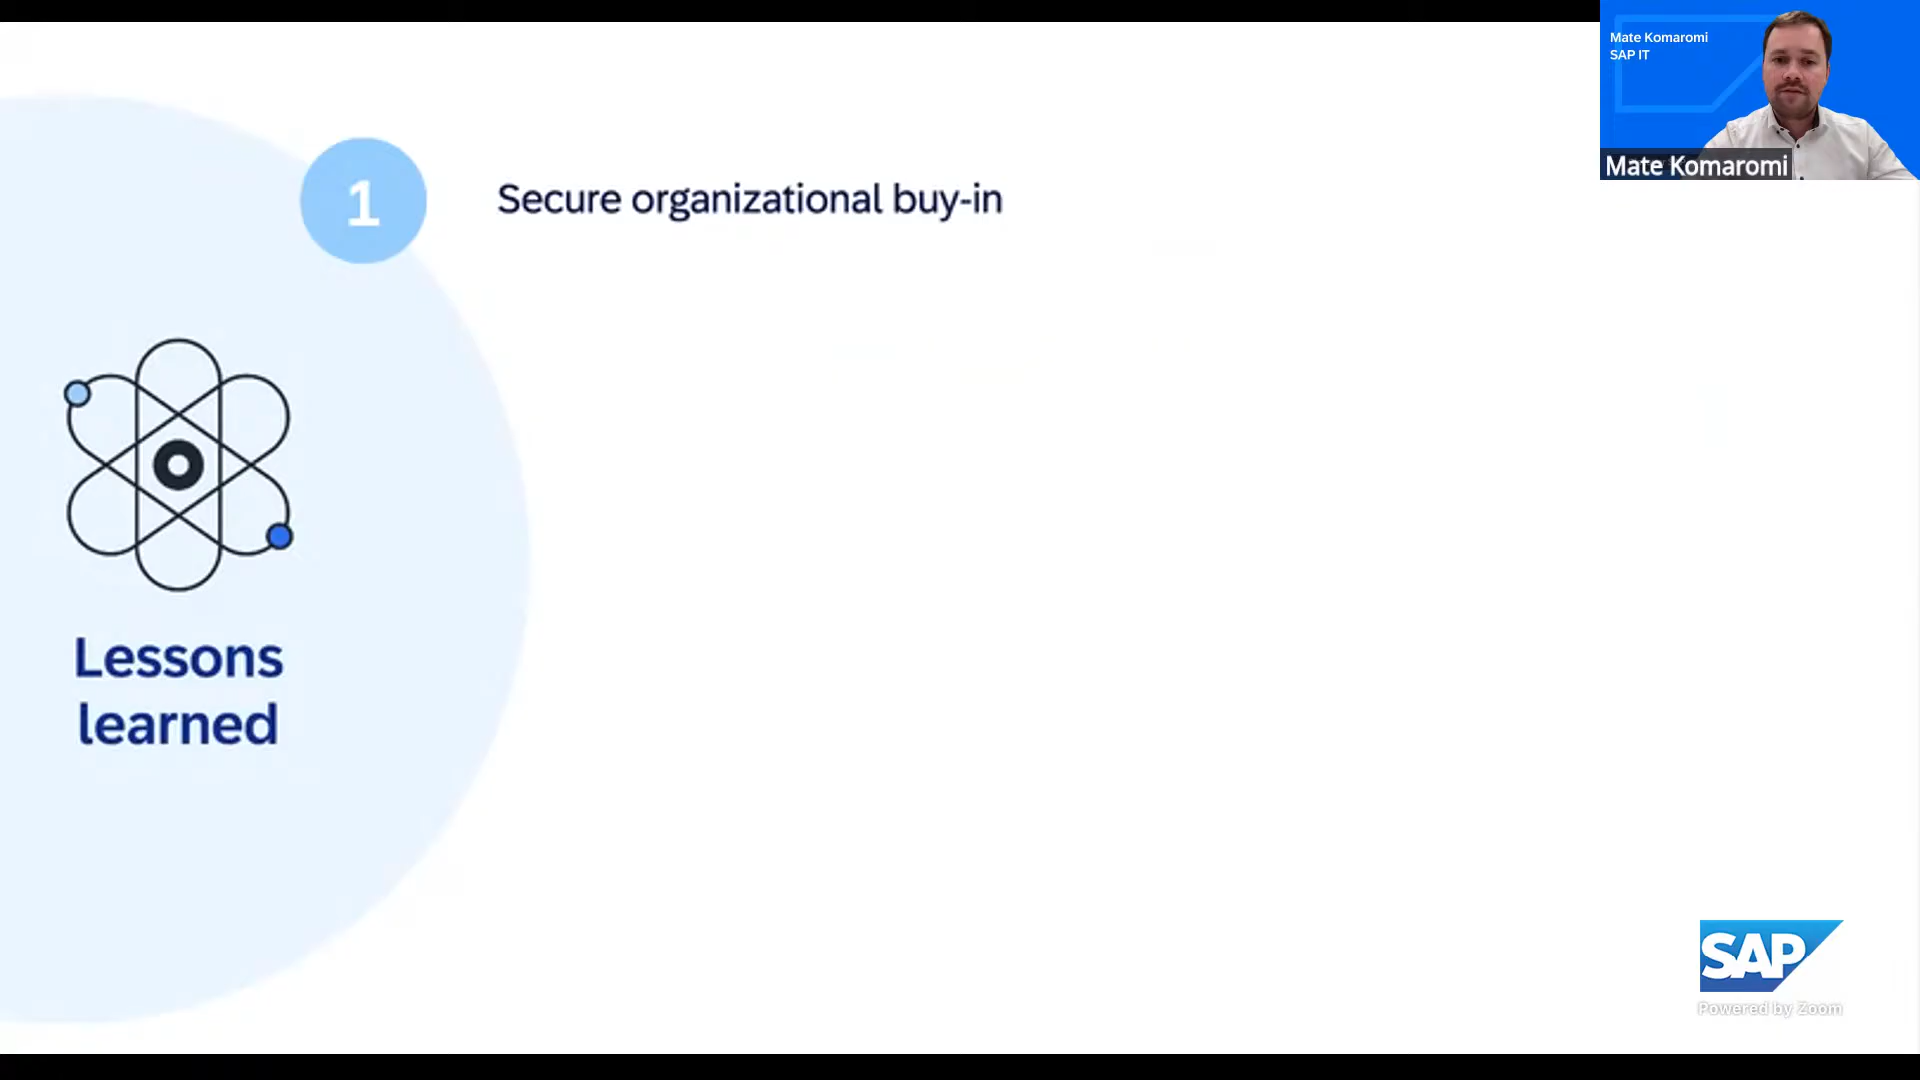 Mate Komaromi
SAP IT
Mate Komaromi
1
Secure organizational buy-in
Lessons
learned
SAP
Powered by Zoom